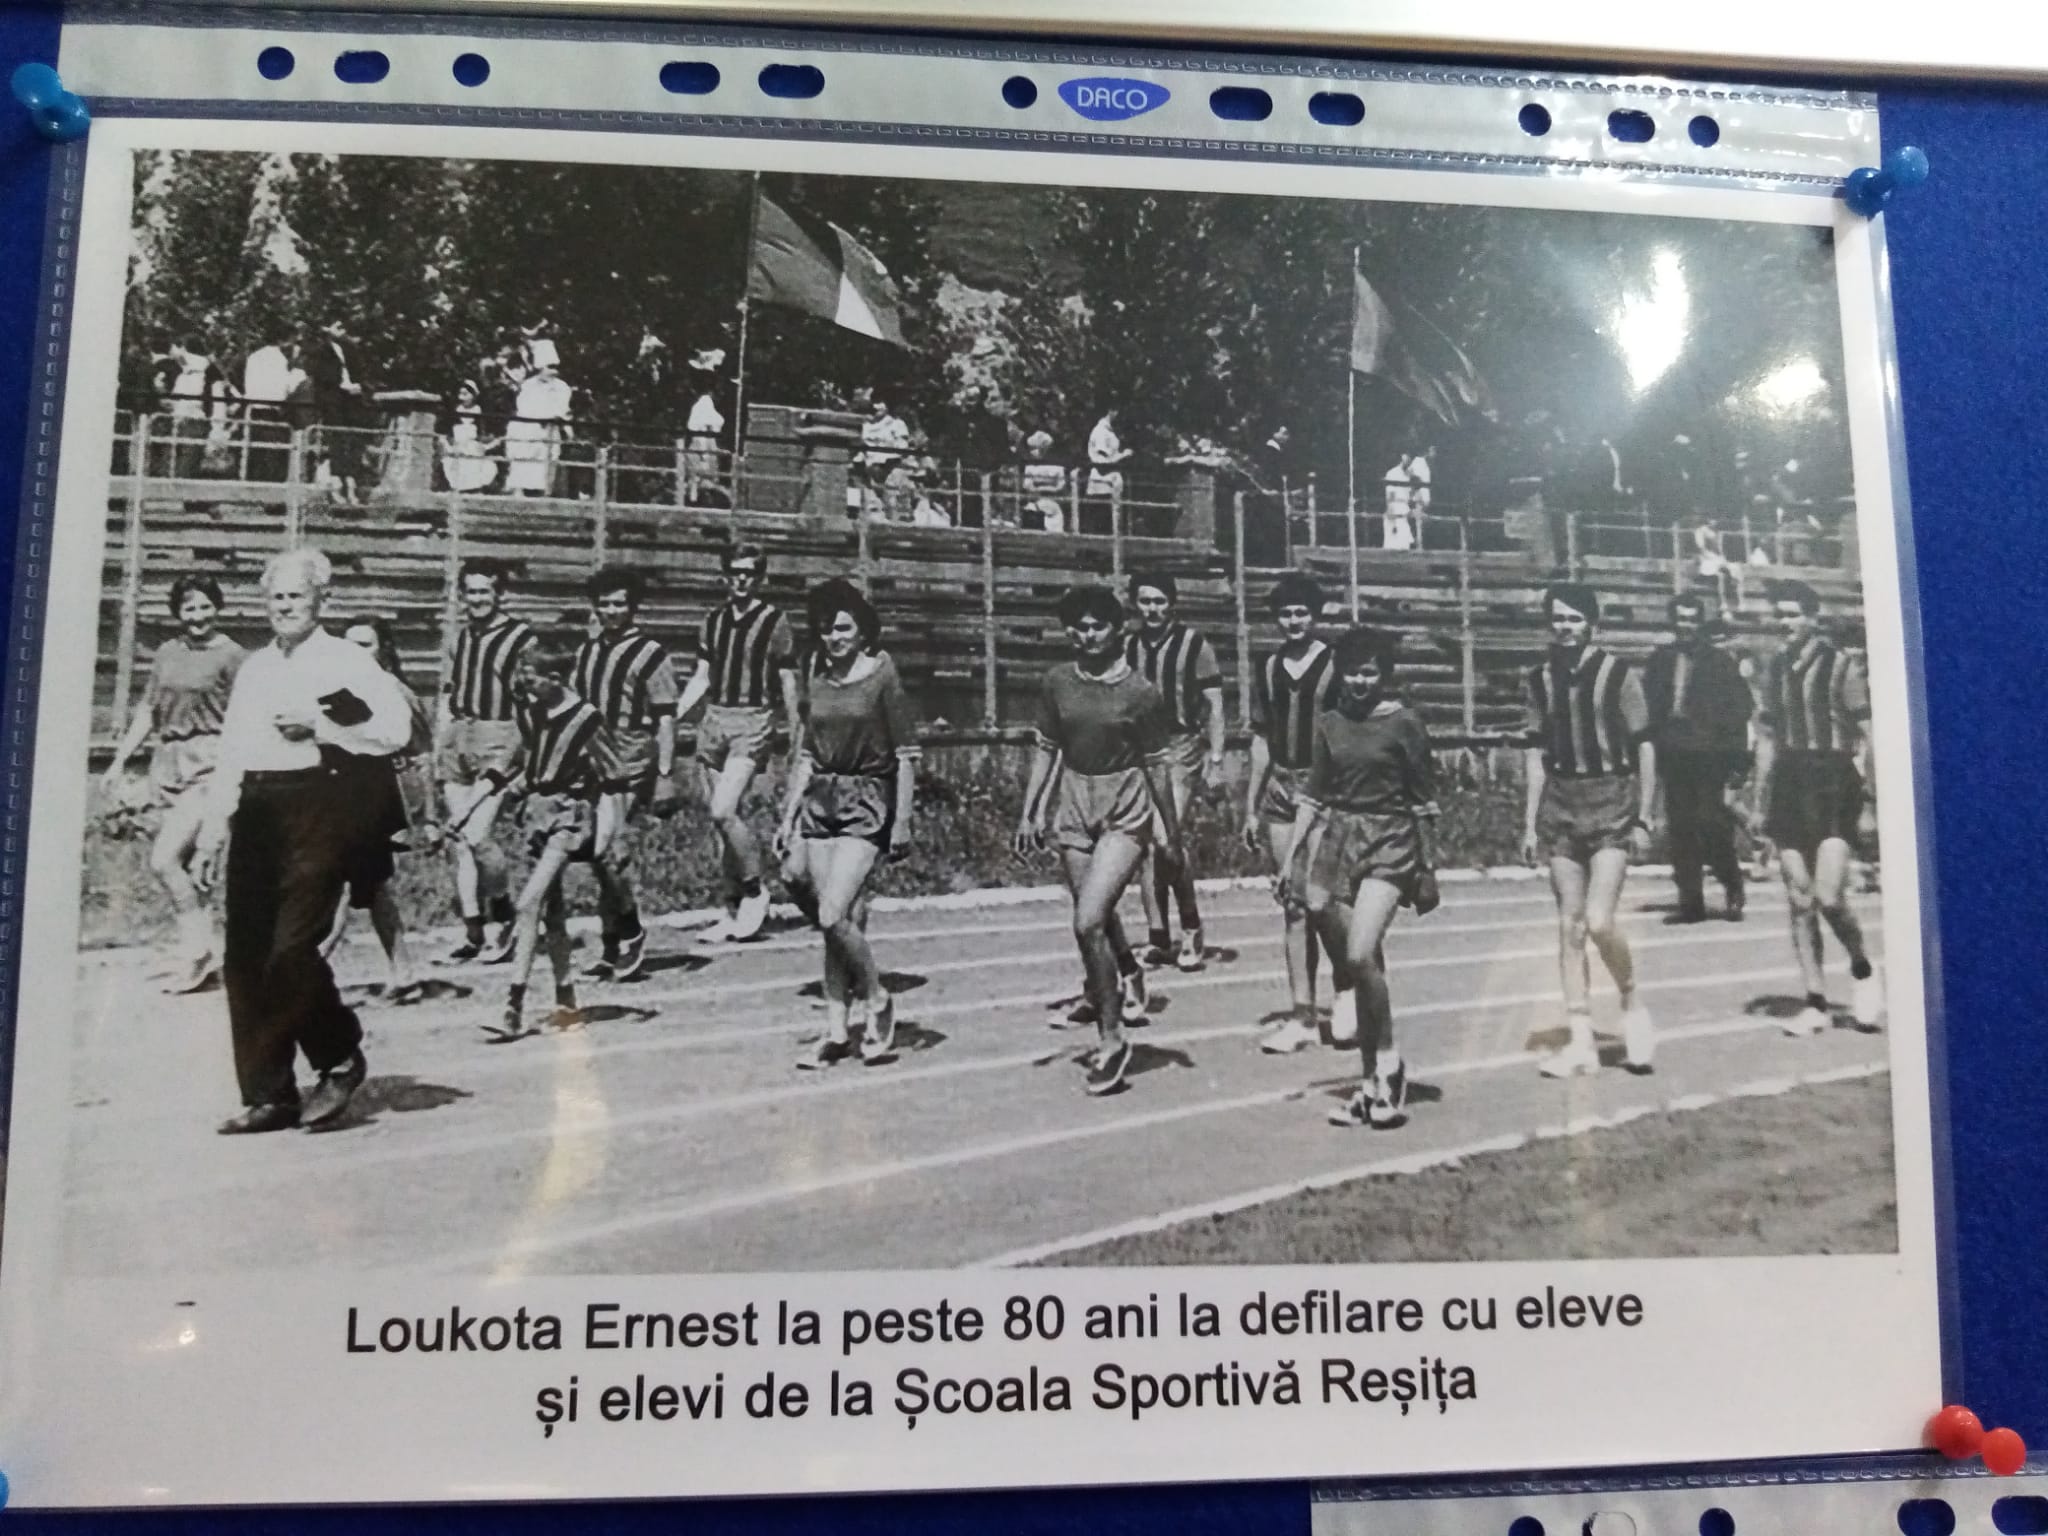 DACO
Loukota Ernest la peste 80 ani la defilare cu eleve
și elevi de la Școala Sportivă Reșița